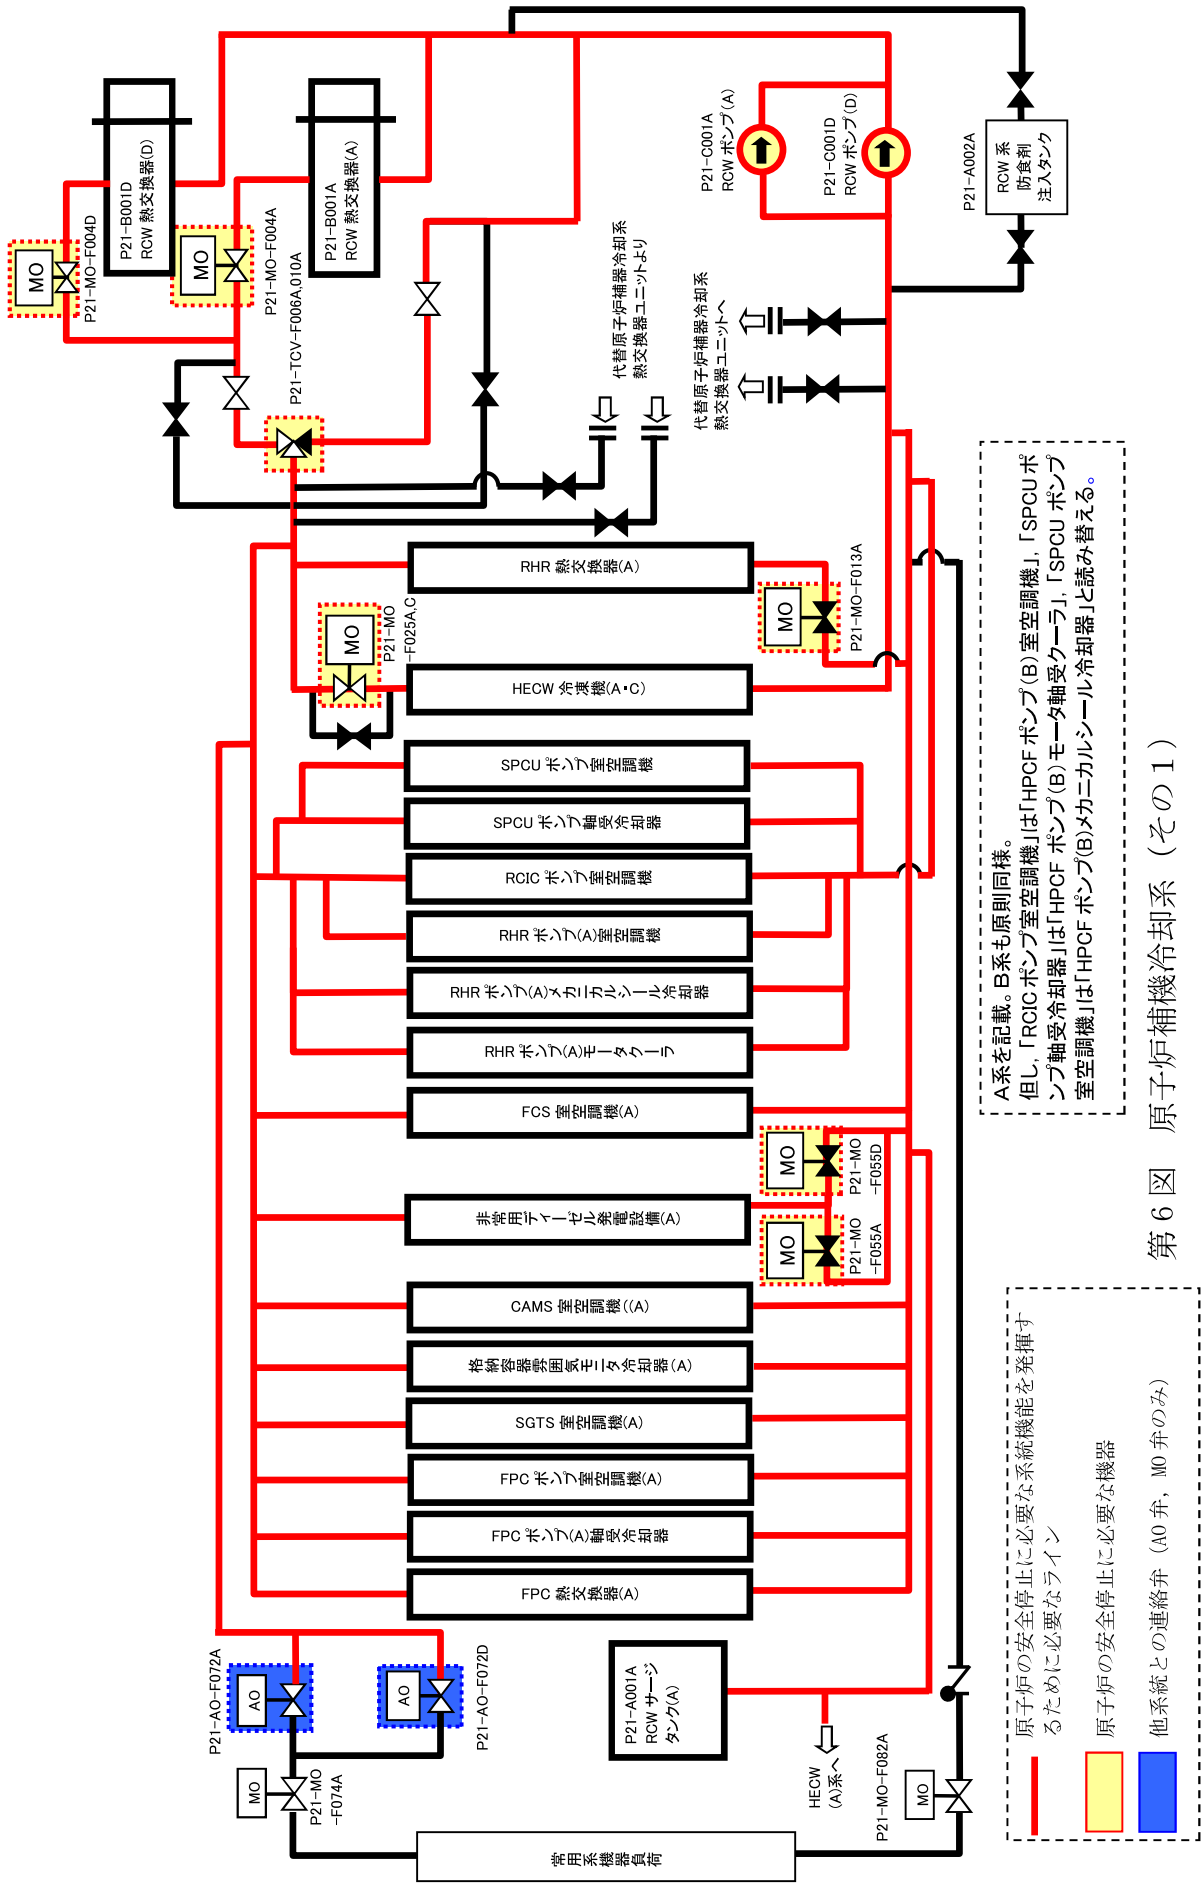 P21-MO-F004D
P21-B001D
RCW 熱交換器(D)
MO
MO
P21-MO-F004A
P21-B001A
RCW 熱交換器(A)
P21-TCV-F006A,010A
代替原子炉補器冷却系
熱交換器ユニットより
代替原子炉補器冷却系
熱交換器ユニットへ
P21-C001A
RCW ポンプ(A)
P21-C001D
RCW ポンプ(D)
P21-A002A
RCW 系
防食剤
注入タンク
RHR 熱交換器(A)
MO
P21-MO-F013A
MO
P21-MO
-F025A,C
HECW 冷凍機(A・C)
SPCU ポンプ室空調機
SPCU ポンプ軸受冷却器
RCIC ポンプ室空調機
RHR ポンプ(A)室空調機
RHR ポンプ(A)メカニカルシール冷却器
RHR ポンプ(A)モータクーラ
FCS 室空調機(A)
非常用ディーゼル発電設備(A)
MO
P21-MO
-F055D
MO
P21-MO
-F055A
CAMS 室空調機((A)
格納容器雰囲気モニタ冷却器(A)
SGTS 室空調機(A)
FPC ポンプ室空調機(A)
FPC ポンプ(A)軸受冷却器
FPC 熱交換器(A)
P21-AO-F072A
AO
AO
P21-AO-F072D
MO
P21-MO
-F074A
P21-A001A
RCW サージ
タンク(A)
HECW
(A)系へ
P21-MO-F082A
MO
常用系機器負荷
A系を記載。B系も原則同様。
但し、「RCIC ポンプ室空調機」は「HPCF ポンプ(B)室空調機」,「SPCU ポ
ンプ軸受冷却器」は「HPCF ポンプ(B)モータ軸受クーラ」,「SPCU ポンプ
室空調機」は「HPCF ポンプ(B)メカニカルシール冷却器」と読み替える。
原子炉の安全停止に必要な系統機能を発揮す
るために必要なライン
原子炉の安全停止に必要な機器
他系統との連絡弁（AO 弁，MO 弁のみ）
第6図　原子炉補機冷却系（その1）